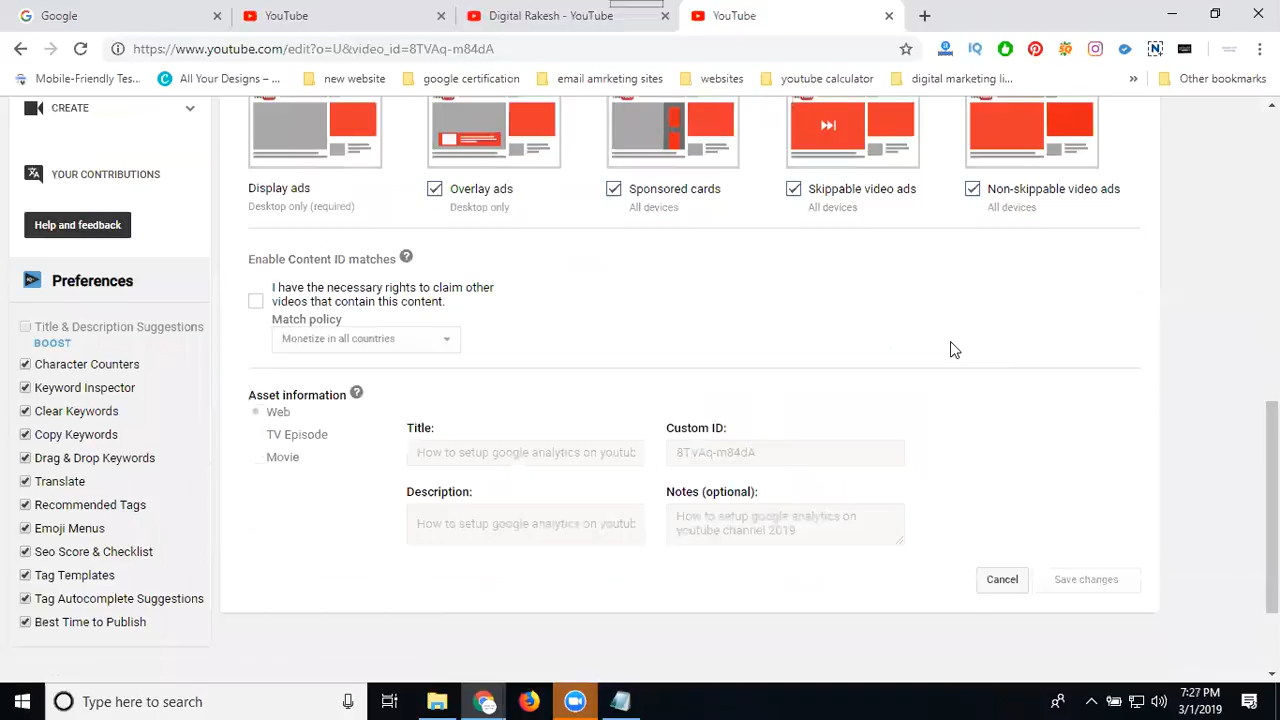 Google
YouTube
Digital Rakesh - YouTube
YouTube
https://www.youtube.com/edit?o=U&video_id=8TVAq-m84dA
Mobile-Friendly Tes...
All Your Designs – ...
new website
google certification
email amrketing sites
websites
youtube calculator
digital marketing li...
Other bookmarks
CREATE
YOUR CONTRIBUTIONS
Help and feedback
Preferences
Title & Description Suggestions
BOOST
Character Counters
Keyword Inspector
Clear Keywords
Copy Keywords
Drag & Drop Keywords
Translate
Recommended Tags
Emoji Menus
Seo Score & Checklist
Tag Templates
Tag Autocomplete Suggestions
Best Time to Publish
Display ads
Desktop only (required)
Overlay ads
Desktop only
Sponsored cards
All devices
Skippable video ads
All devices
Non-skippable video ads
All devices
Enable Content ID matches
I have the necessary rights to claim other
videos that contain this content.
Match policy
Monetize in all countries
Asset information
Web
TV Episode
Movie
Title:
How to setup google analytics on youtub
Custom ID:
8TVAq-m84dA
Description:
How to setup google analytics on youtub
Notes (optional):
How to setup google analytics on
youtube channel 2019
Cancel
Save changes
Type here to search
7:27 PM
3/1/2019